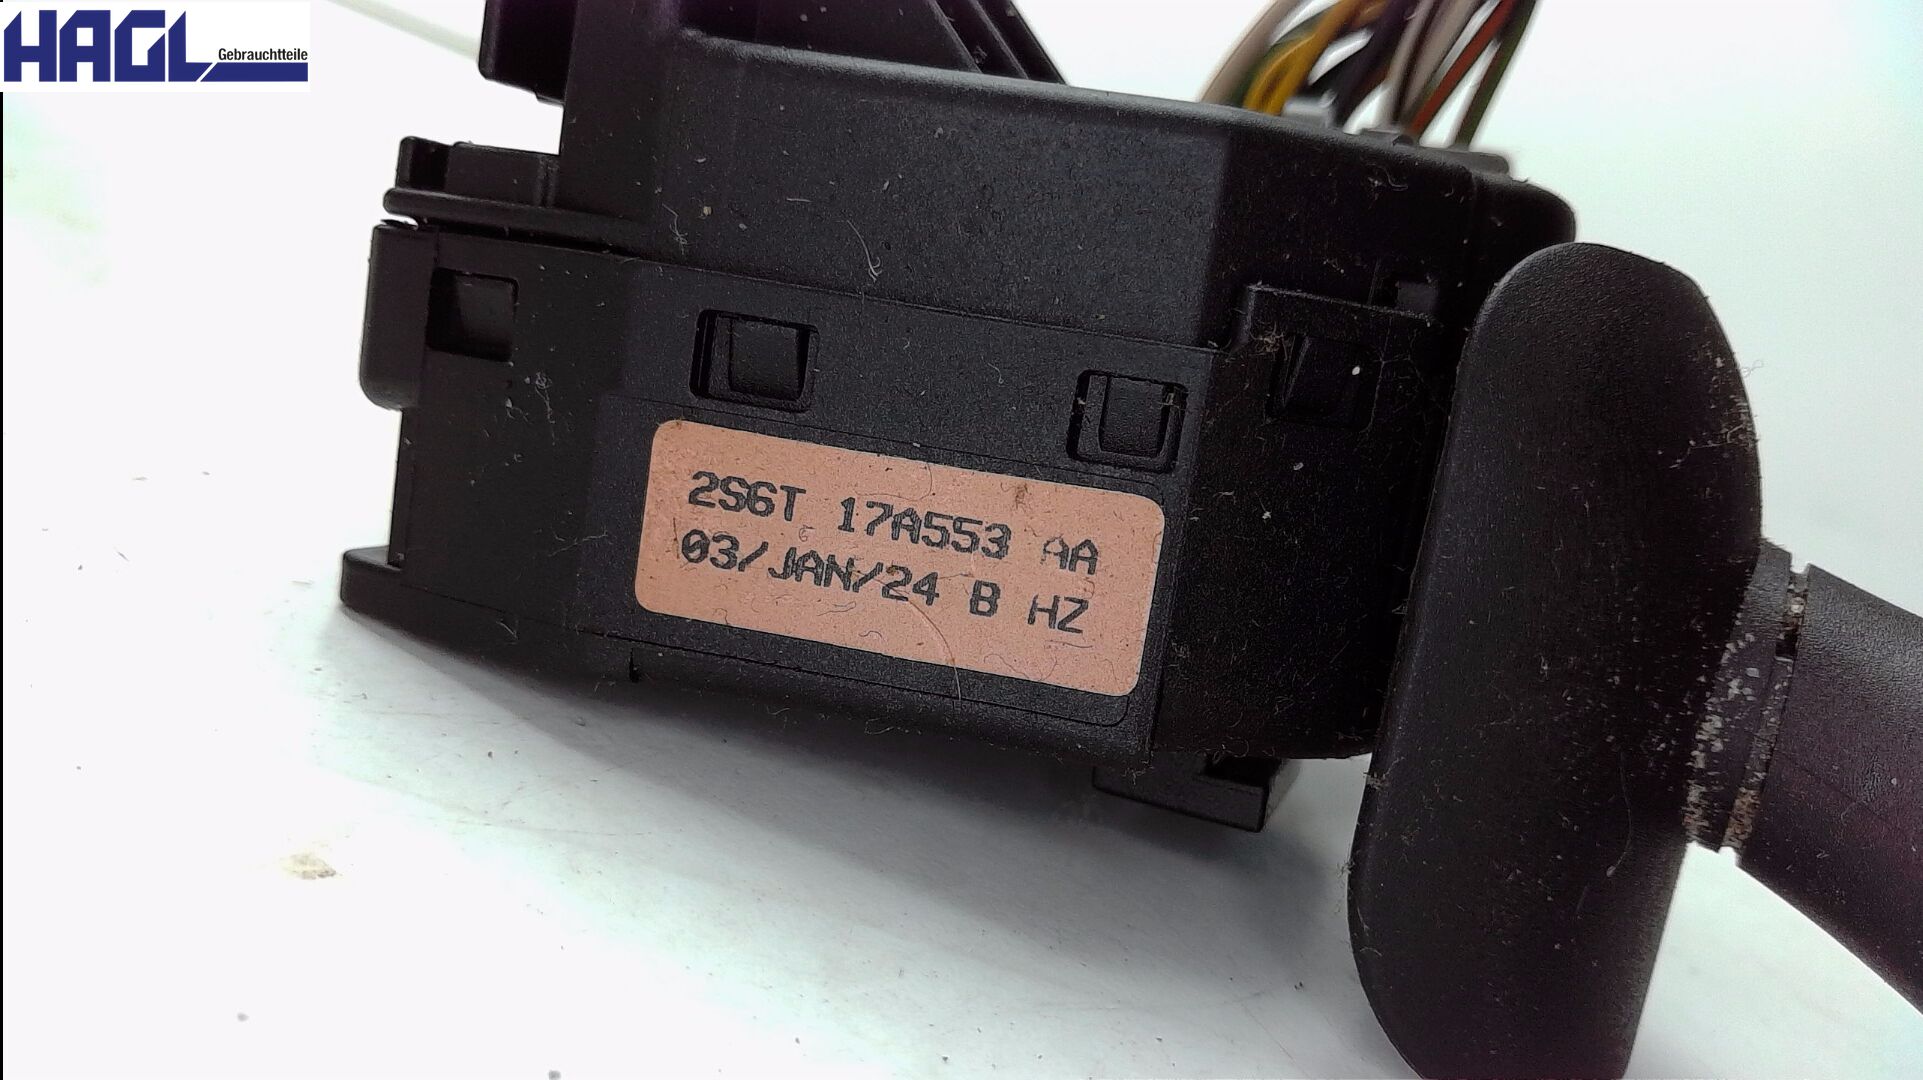 HAGL Gebrauchtteile
2S6T 17A553 AA
03/JAN/24 B HZ